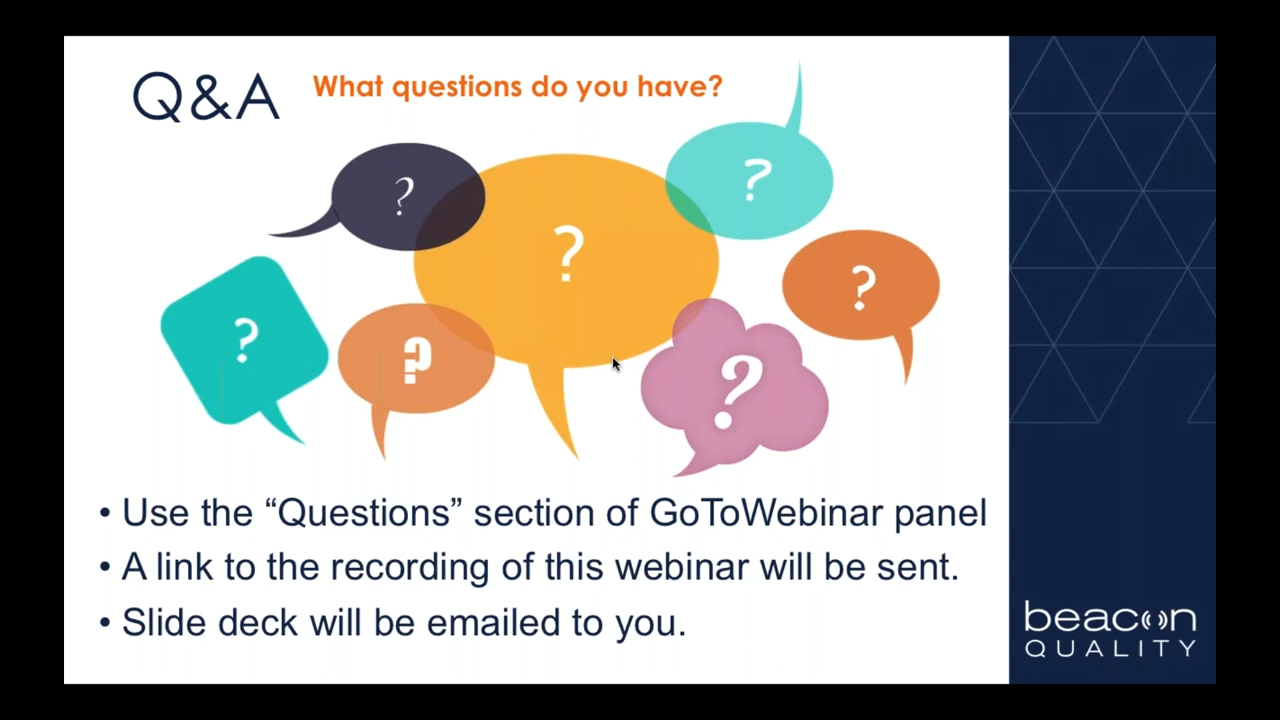 Q&A
What questions do you have?
?
?
?
?
?
?
?
• Use the “Questions” section of GoToWebinar panel
• A link to the recording of this webinar will be sent.
• Slide deck will be emailed to you.
beacon
QUALITY